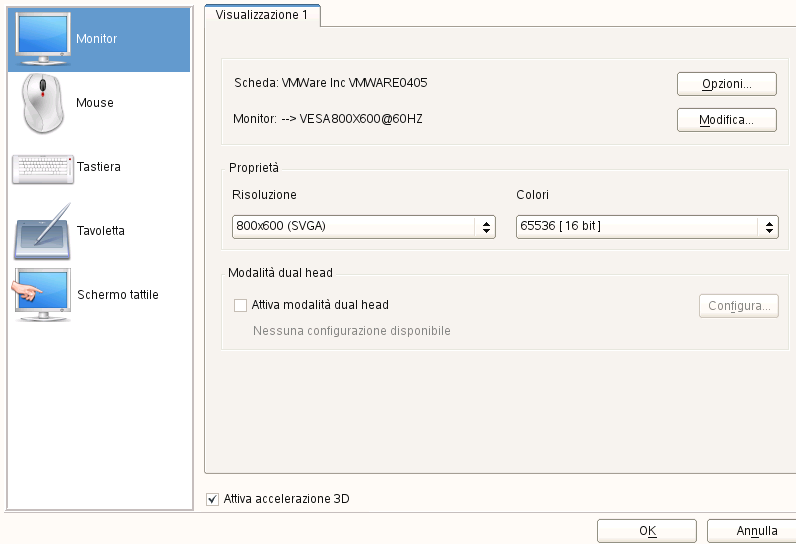 Monitor
Mouse
Tastiera
Tavoletta
Schermo tattile
Visualizzazione 1
Scheda: VMWare Inc VMWARE0405
Opzioni...
Monitor: --> VESA800X600@60HZ
Modifica...
Proprietà
Risoluzione
Colori
800x600 (SVGA)
65536 [ 16 bit ]
Modalità dual head
Attiva modalità dual head
Configura...
Nessuna configurazione disponibile
Attiva accelerazione 3D
OK
Annulla